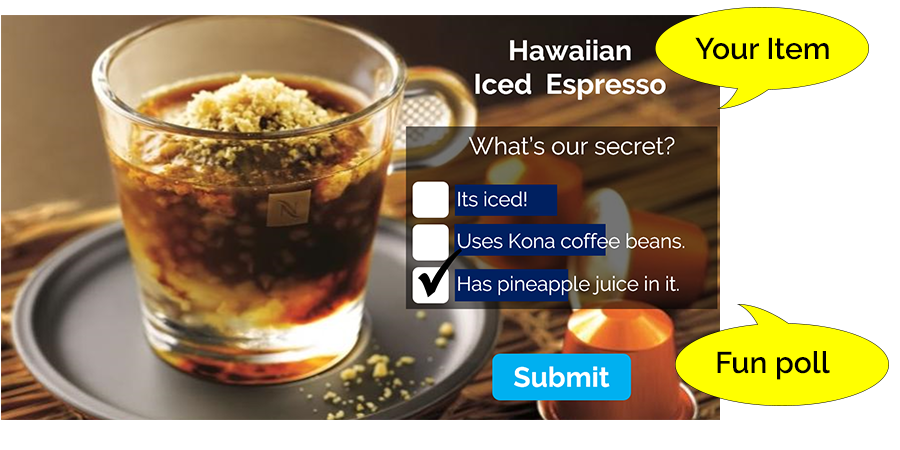 Hawaiian
Iced Espresso
Your Item
What's our secret?
Its iced!
Uses Kona coffee beans.
Has pineapple juice in it.
Fun poll
Submit
N